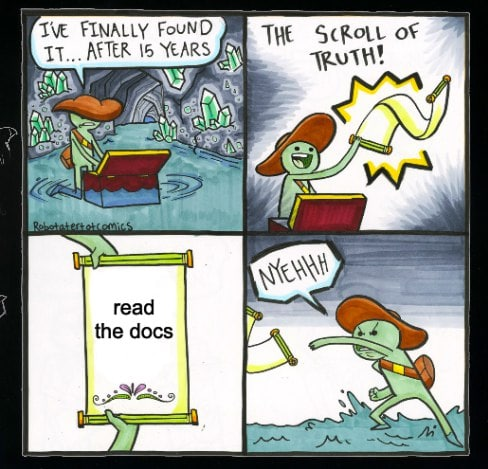 I'VE FINALLY FOUND
IT... AFTER 15 YEARS
THE SCROLL OF
TRUTH!
Robotatertotcomics
read
the docs
NYEHHH